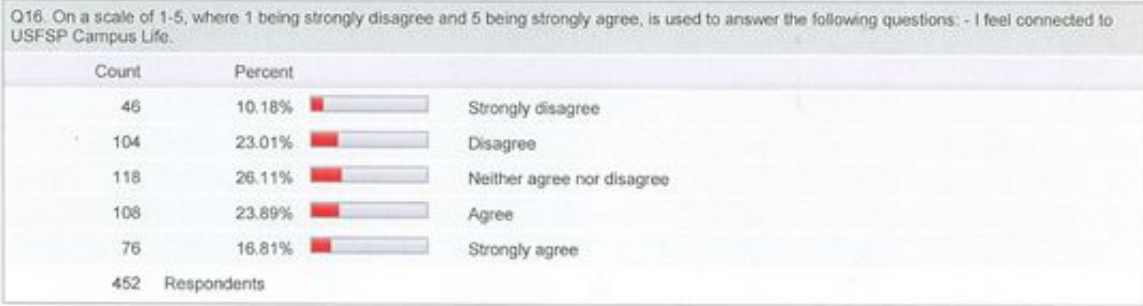 Q16. On a scale of 1-5, where 1 being strongly disagree and 5 being strongly agree, is used to answer the following questions: - I feel connected to
USFSP Campus Life.
Count Percent
46 10.18% Strongly disagree
104 23.01% Disagree
118 26.11% Neither agree nor disagree
108 23.89% Agree
76 16.81% Strongly agree
452 Respondents